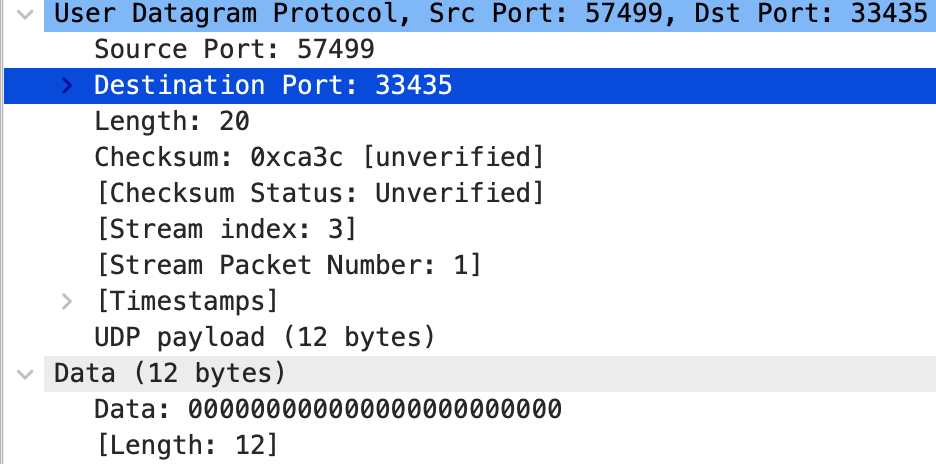 User Datagram Protocol, Src Port: 57499, Dst Port: 33435
Source Port: 57499
Destination Port: 33435
Length: 20
Checksum: 0xca3c [unverified]
[Checksum Status: Unverified]
[Stream index: 3]
[Stream Packet Number: 1]
[Timestamps]
UDP payload (12 bytes)
Data (12 bytes)
Data: 000000000000000000000000
[Length: 12]